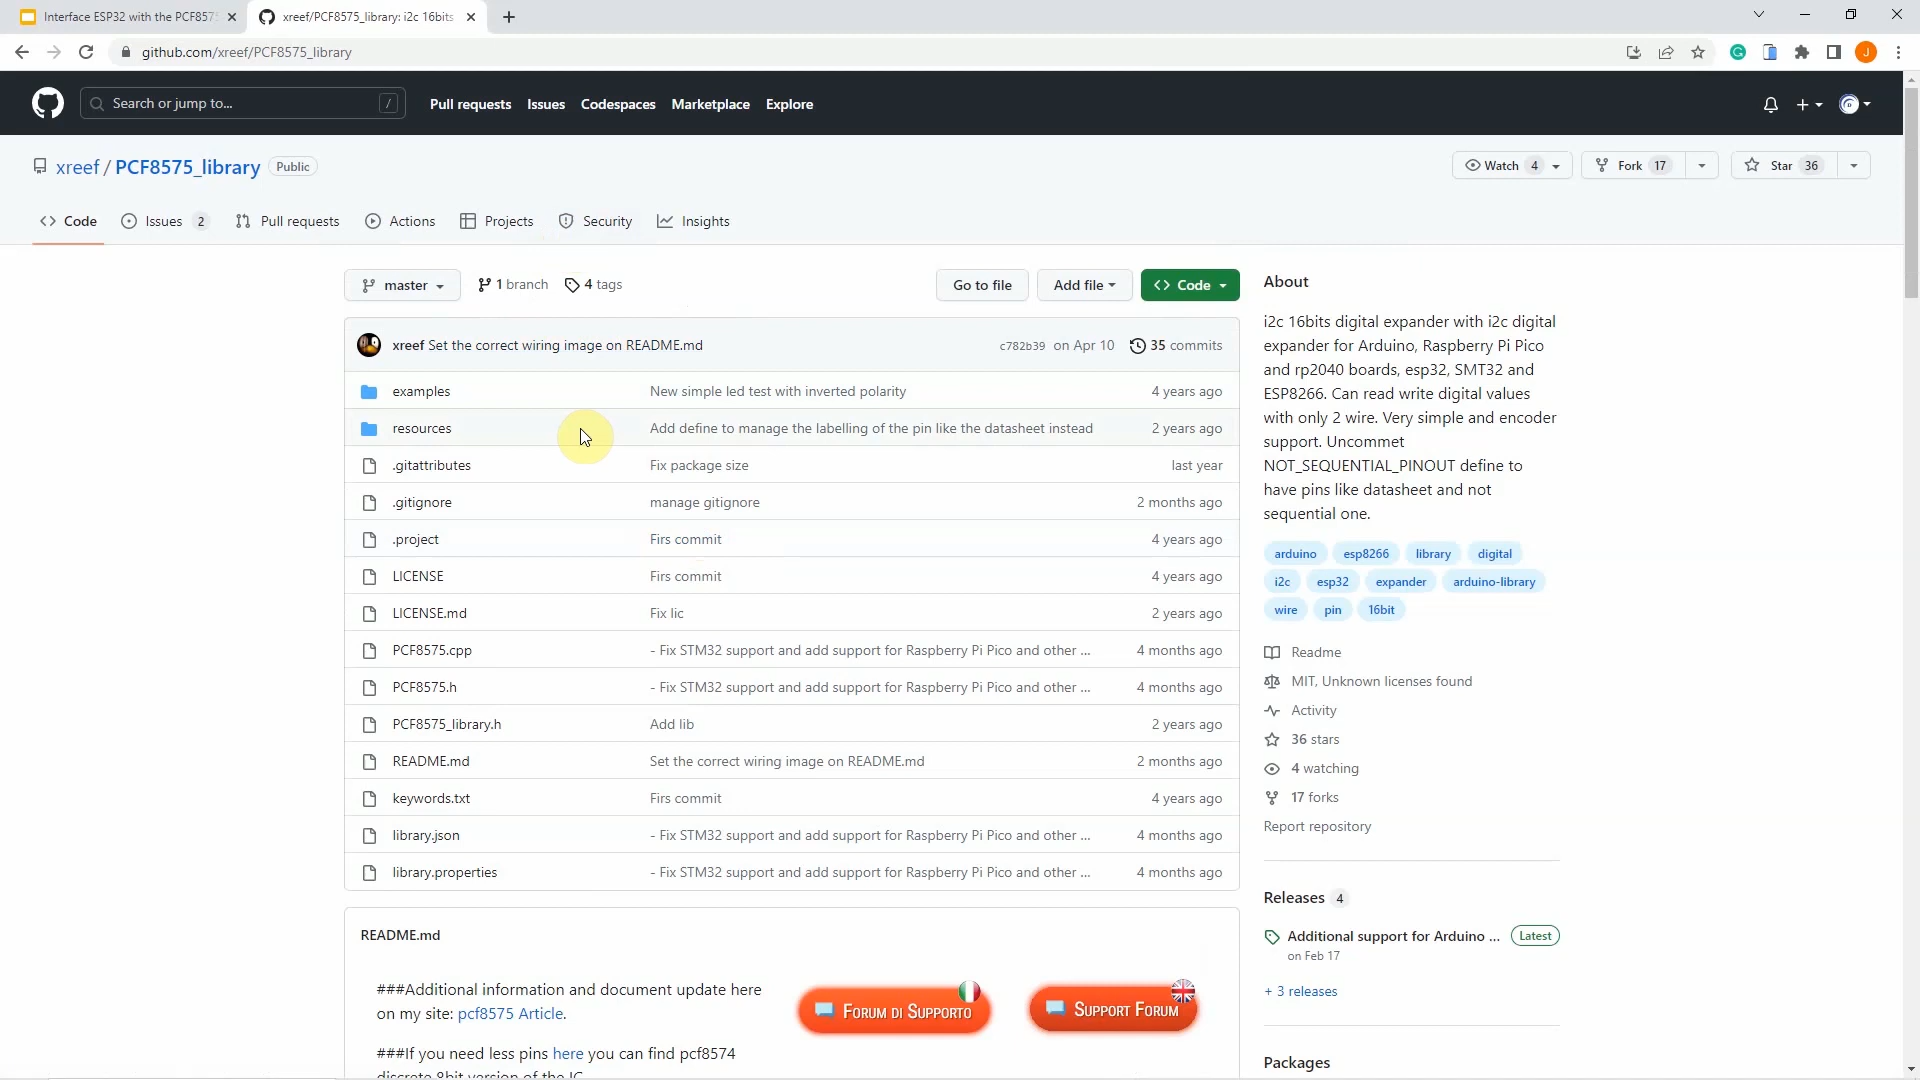 Interface ESP32 with the PCF857
xreef/PCF8575_library: i2c 16bits
github.com/xreef/PCF8575_library
J
Search or jump to...
/
Pull requests
Issues
Codespaces
Marketplace
Explore
xreef / PCF8575_library
Public
Watch 4
Fork 17
Star 36
Code
Issues 2
Pull requests
Actions
Projects
Security
Insights
master
1 branch
4 tags
Go to file
Add file
Code
xreef Set the correct wiring image on README.md
c782b39 on Apr 10
35 commits
examples
New simple led test with inverted polarity
4 years ago
resources
Add define to manage the labelling of the pin like the datasheet instead
2 years ago
.gitattributes
Fix package size
last year
.gitignore
manage gitignore
2 months ago
.project
Firs commit
4 years ago
LICENSE
Firs commit
4 years ago
LICENSE.md
Fix lic
2 years ago
PCF8575.cpp
- Fix STM32 support and add support for Raspberry Pi Pico and other ...
4 months ago
PCF8575.h
- Fix STM32 support and add support for Raspberry Pi Pico and other ...
4 months ago
PCF8575_library.h
Add lib
2 years ago
README.md
Set the correct wiring image on README.md
2 months ago
keywords.txt
Firs commit
4 years ago
library.json
- Fix STM32 support and add support for Raspberry Pi Pico and other ...
4 months ago
library.properties
- Fix STM32 support and add support for Raspberry Pi Pico and other ...
4 months ago
README.md
###Additional information and document update here
on my site: pcf8575 Article.
FORUM DI SUPPORTO
SUPPORT FORUM
###If you need less pins here you can find pcf8574
discrete 8bit version of the IC.
About
i2c 16bits digital expander with i2c digital
expander for Arduino, Raspberry Pi Pico
and rp2040 boards, esp32, SMT32 and
ESP8266. Can read write digital values
with only 2 wire. Very simple and encoder
support. Uncommet
NOT_SEQUENTIAL_PINOUT define to
have pins like datasheet and not
sequential one.
arduino
esp8266
library
digital
i2c
esp32
expander
arduino-library
wire
pin
16bit
Readme
MIT, Unknown licenses found
Activity
36 stars
4 watching
17 forks
Report repository
Releases 4
Additional support for Arduino ...
Latest
on Feb 17
+ 3 releases
Packages